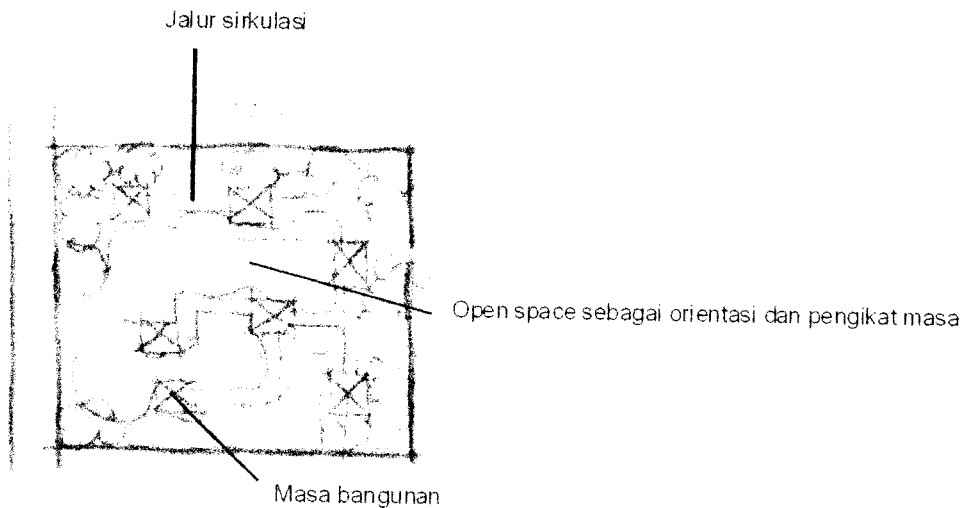 Jalur sirkulasi
Open space sebagai orientasi dan pengikat masa
Masa bangunan